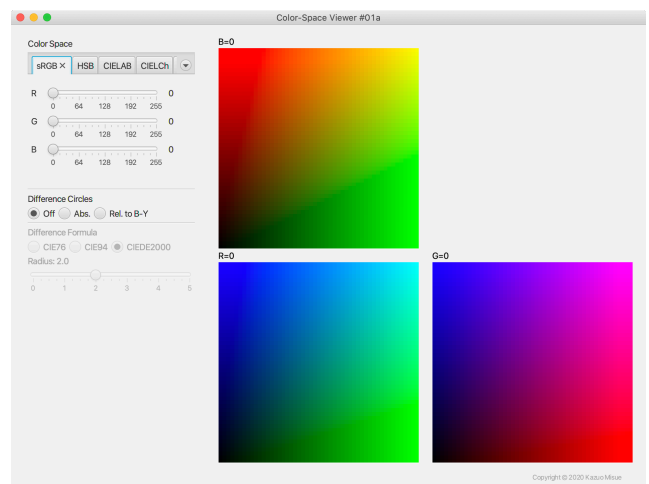 Color-Space Viewer #01a
Color Space
sRGB × HSB CIELAB CIELCh
R 0
0 64 128 192 255
G 0
0 64 128 192 255
B 0
0 64 128 192 255
Difference Circles
Off Abs. Rel. to B-Y
Difference Formula
CIE76 CIE94 CIEDE2000
Radius: 2.0
0 1 2 3 4 5
B=0
R=0
G=0
Copyright © 2020 Kazuo Misue